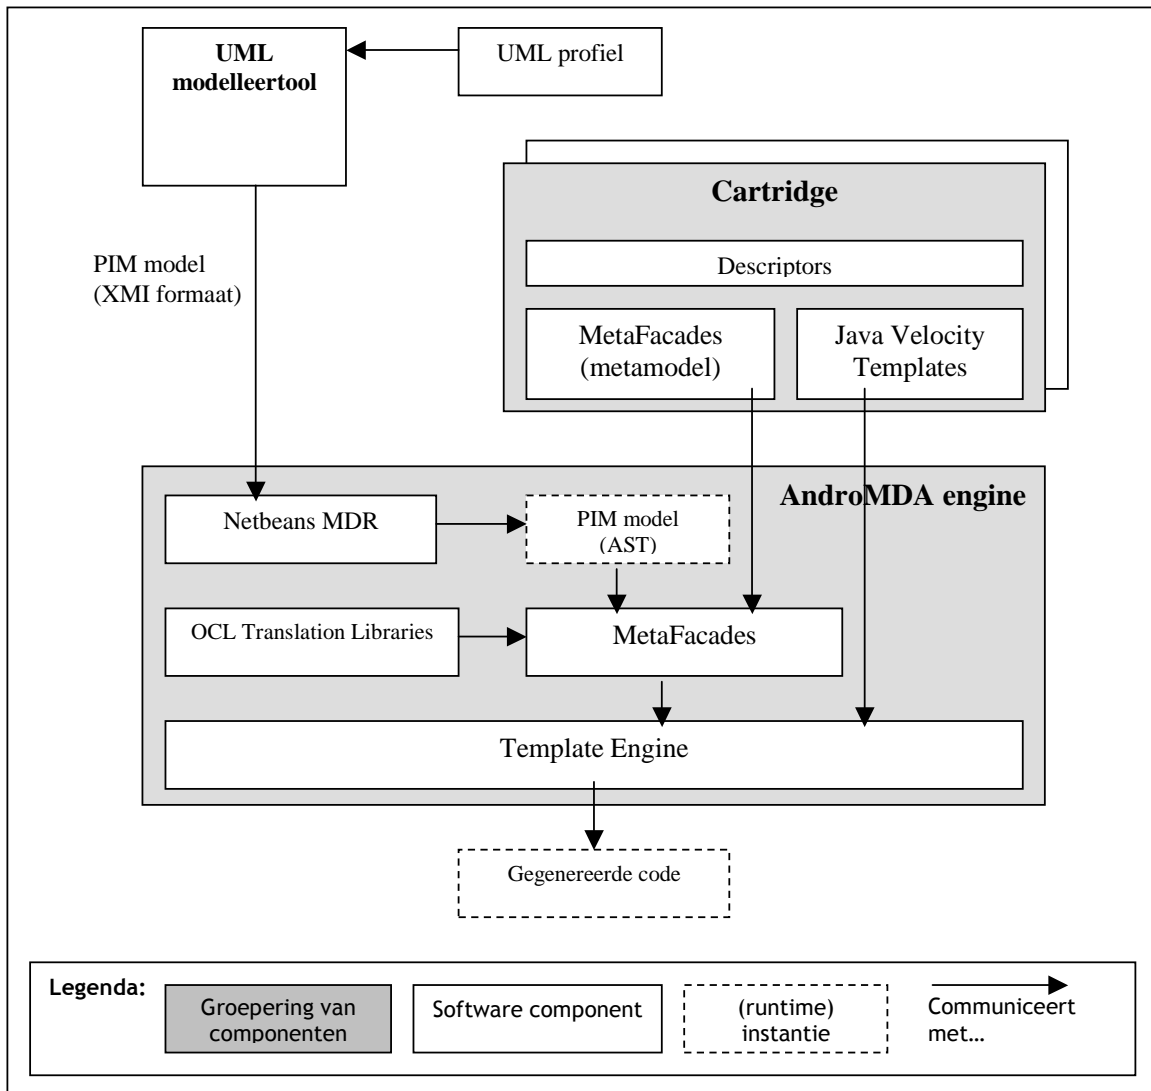 UML
modelleertool
UML profiel
Cartridge
Descriptors
MetaFacades
(metamodel)
Java Velocity
Templates
PIM model
(XMI formaat)
AndroMDA engine
Netbeans MDR
PIM model
(AST)
OCL Translation Libraries
MetaFacades
Template Engine
Gegenereerde code
Legenda:
Groepering van
componenten
Software component
(runtime)
instantie
Communiceert
met…